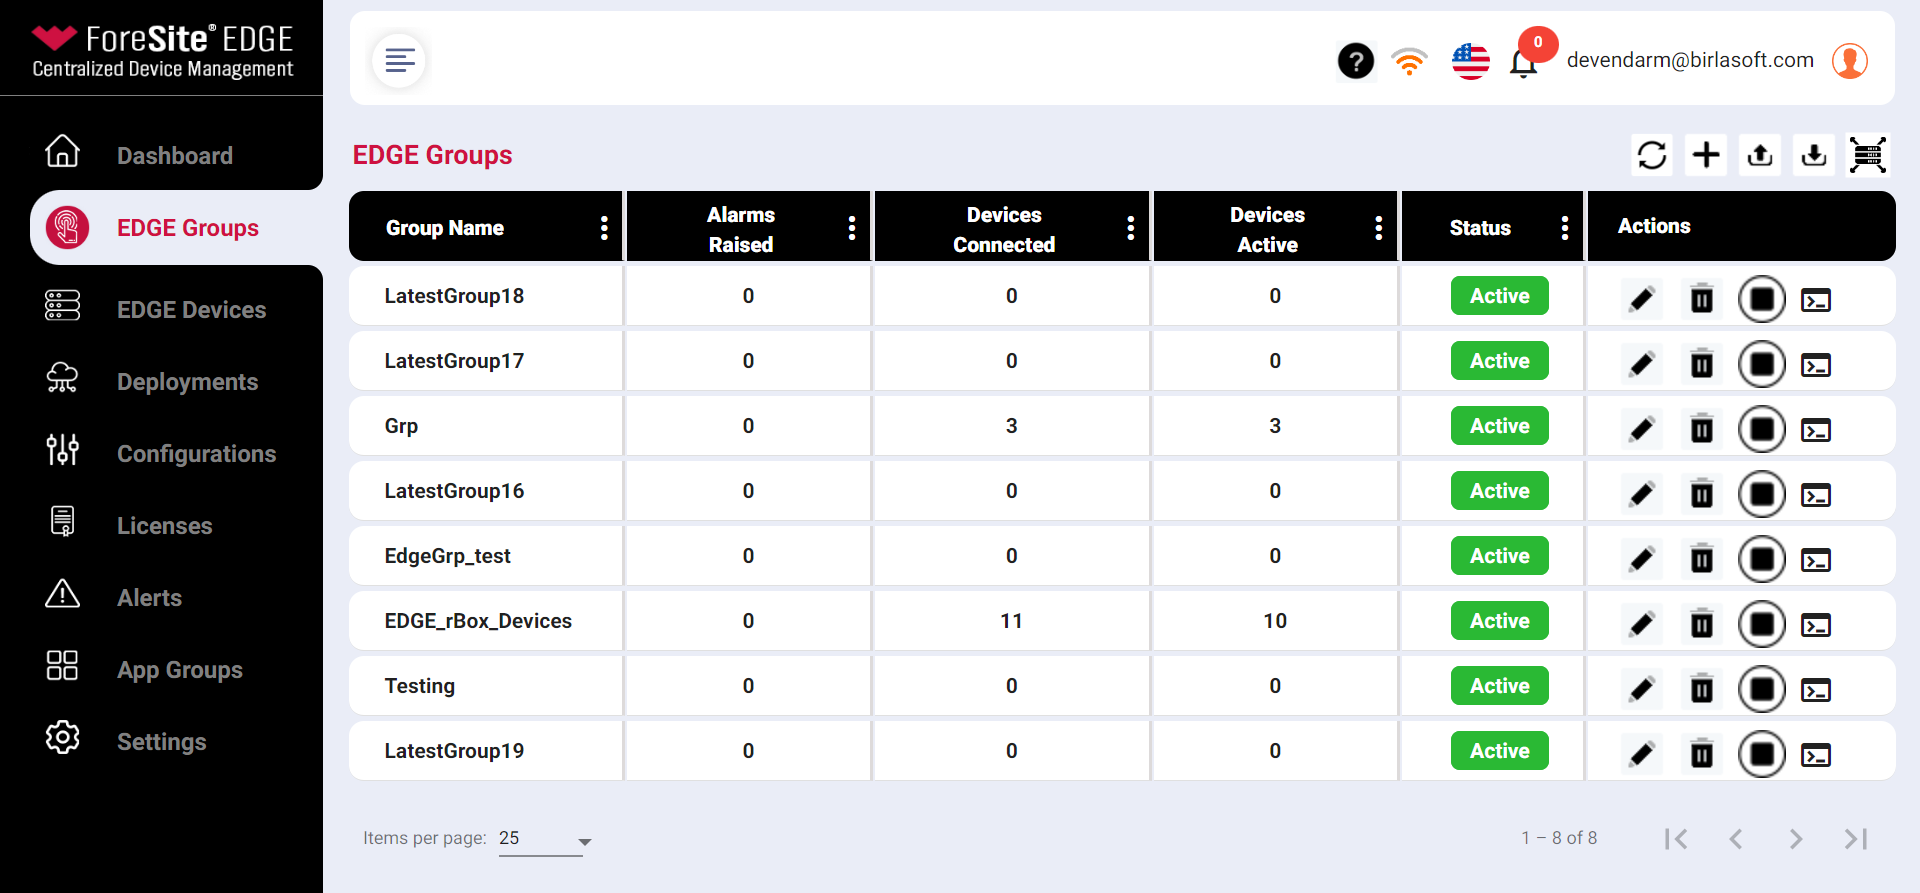 ForeSite® EDGE
Centralized Device Management
?
0
devendarm@birlasoft.com
Dashboard
EDGE Groups
EDGE Devices
Deployments
Configurations
Licenses
Alerts
App Groups
Settings
EDGE Groups
Group Name Alarms Raised Devices Connected Devices Active Status Actions
LatestGroup18 0 0 0 Active
LatestGroup17 0 0 0 Active
Grp 0 3 3 Active
LatestGroup16 0 0 0 Active
EdgeGrp_test 0 0 0 Active
EDGE_rBox_Devices 0 11 10 Active
Testing 0 0 0 Active
LatestGroup19 0 0 0 Active
Items per page: 25
1 – 8 of 8